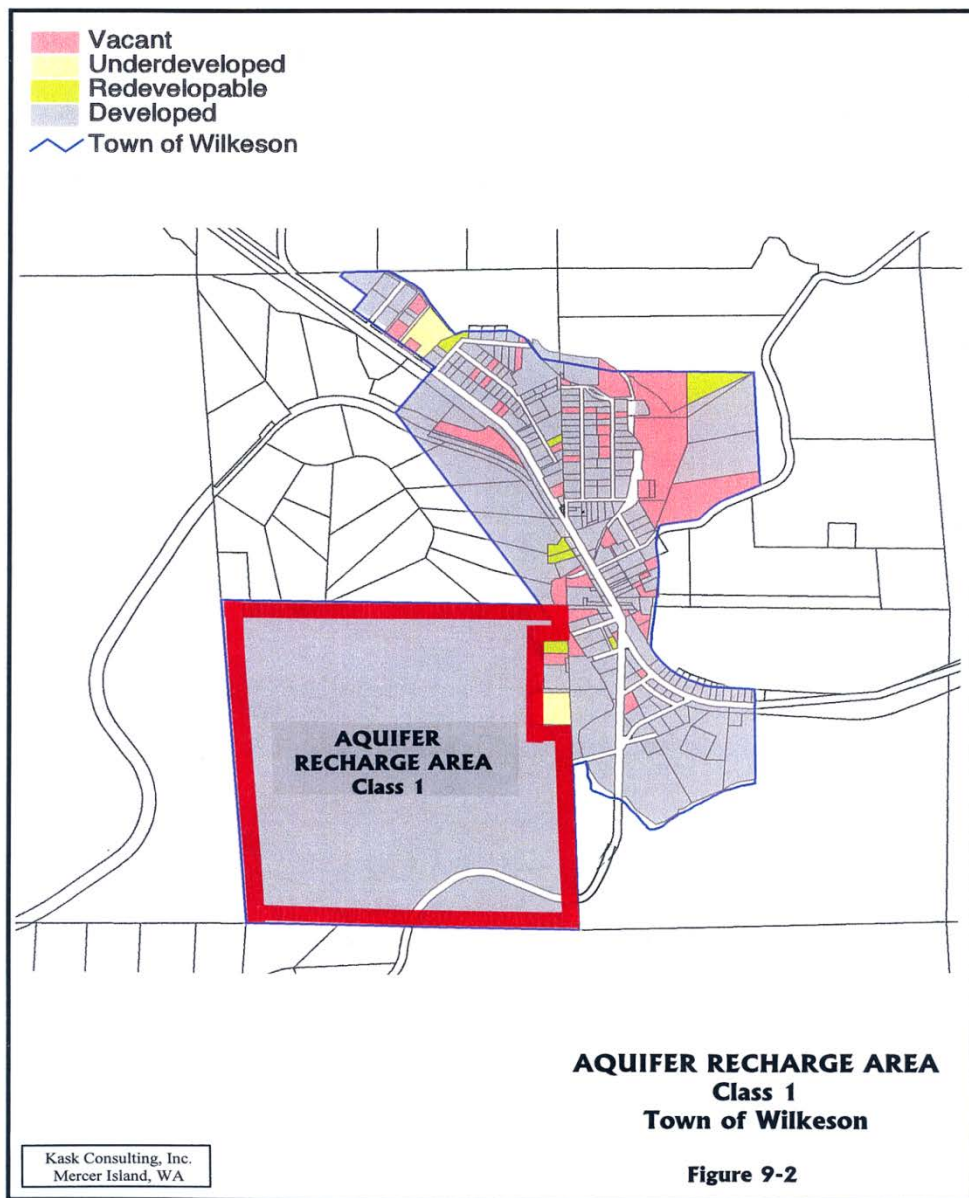 Vacant
Underdeveloped
Redevelopable
Developed
Town of Wilkeson
AQUIFER
RECHARGE AREA
Class 1
AQUIFER RECHARGE AREA
Class 1
Town of Wilkeson
Figure 9-2
Kask Consulting, Inc.
Mercer Island, WA